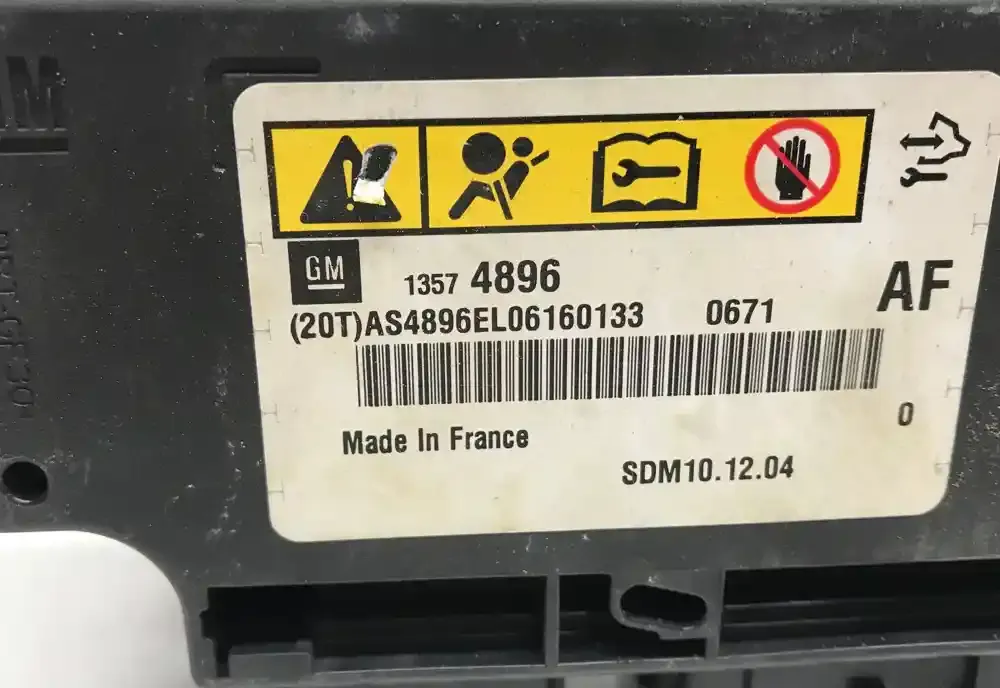 GM
1357 4896
AF
(20T)AS4896EL06160133 0671
0
Made In France
SDM10.12.04